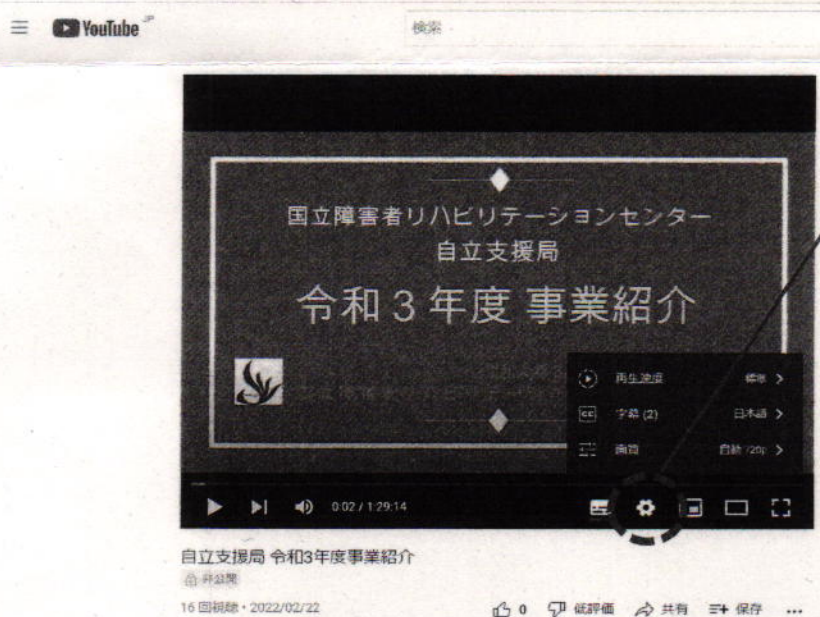 YouTube JP
検索
国立障害者リハビリテーションセンター
自立支援局
令和3年度 事業紹介
再生速度 標準
字幕 (2) 日本語
画質 自動 720p
0:02 / 1:29:14
自立支援局 令和3年度事業紹介
非公開
16 回視聴・2022/02/22
0 低評価 共有 保存